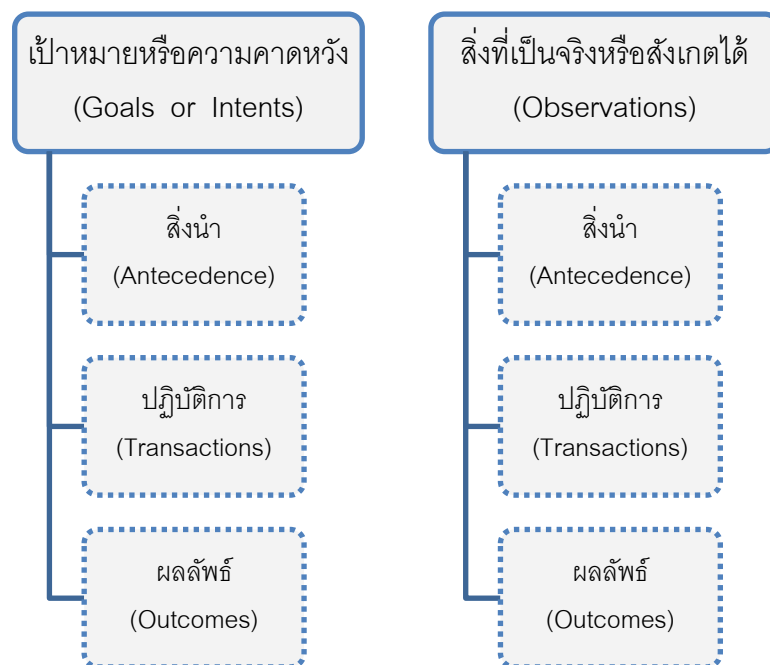 เป้าหมายหรือความคาดหวัง
(Goals or Intents)
สิ่งนำ
(Antecedence)
ปฏิบัติการ
(Transactions)
ผลลัพธ์
(Outcomes)
สิ่งที่เป็นจริงหรือสังเกตได้
(Observations)
สิ่งนำ
(Antecedence)
ปฏิบัติการ
(Transactions)
ผลลัพธ์
(Outcomes)